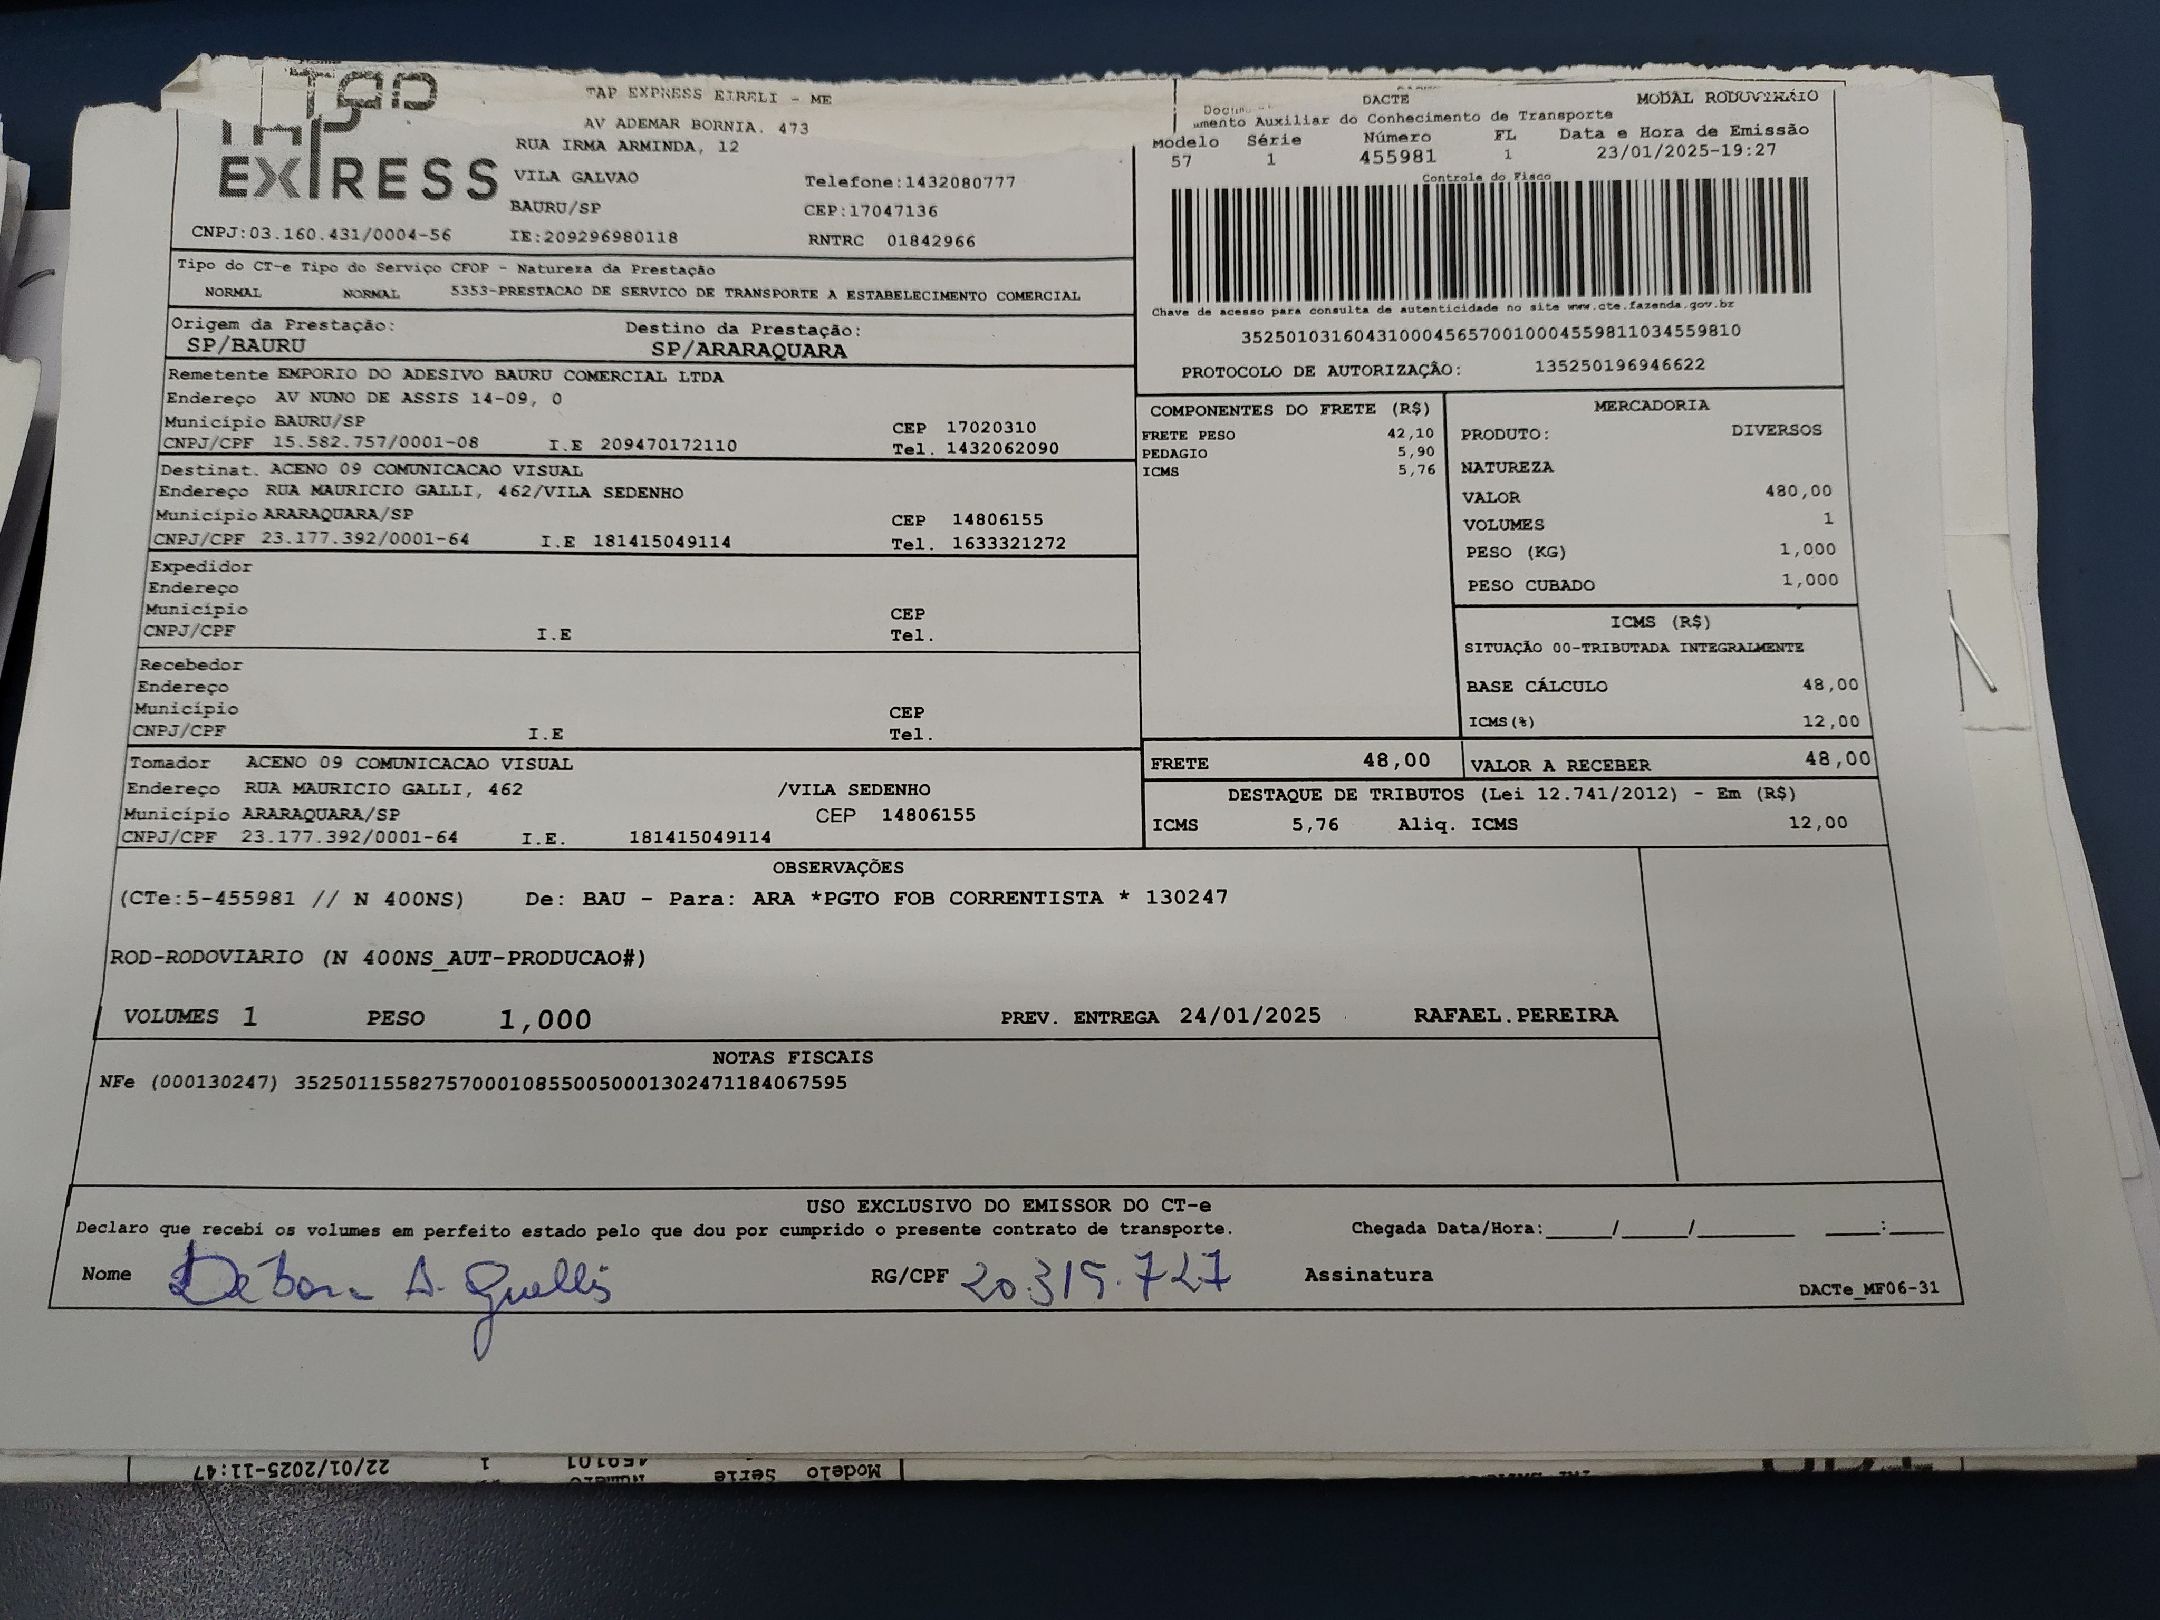 Tap
EXPRESS
TAP EXPRESS EIRELI - ME
AV ADEMAR BORNIA. 473
RUA IRMA ARMINDA, 12
VILA GALVAO Telefone:1432080777
BAURU/SP CEP:17047136
CNPJ:03.160.431/0004-56 IE:209296980118 RNTRC 01842966
DACTE MODAL RODOVIÁRIO
umento Auxiliar do Conhecimento de Transporte
Modelo Série Número FL Data e Hora de Emissão
57 1 455981 1 23/01/2025-19:27
Controle do Fisco
Chave de acesso para consulta de autenticidade no site www.cte.fazenda.gov.br
35250103160431000456570010004559811034559810
PROTOCOLO DE AUTORIZAÇÃO: 135250196946622
Tipo do CT-e Tipo do Serviço CFOP - Natureza da Prestação
NORMAL NORMAL 5353-PRESTACAO DE SERVICO DE TRANSPORTE A ESTABELECIMENTO COMERCIAL
Origem da Prestação: Destino da Prestação:
SP/BAURU SP/ARARAQUARA
Remetente EMPORIO DO ADESIVO BAURU COMERCIAL LTDA
Endereço AV NUNO DE ASSIS 14-09, 0
Município BAURU/SP CEP 17020310
CNPJ/CPF 15.582.757/0001-08 I.E 209470172110 Tel. 1432062090
Destinat. ACENO 09 COMUNICACAO VISUAL
Endereço RUA MAURICIO GALLI, 462/VILA SEDENHO
Município ARARAQUARA/SP CEP 14806155
CNPJ/CPF 23.177.392/0001-64 I.E 181415049114 Tel. 1633321272
Expedidor
Endereço
Município CEP
CNPJ/CPF I.E Tel.
Recebedor
Endereço
Município CEP
CNPJ/CPF I.E Tel.
Tomador ACENO 09 COMUNICACAO VISUAL
Endereço RUA MAURICIO GALLI, 462 /VILA SEDENHO
Município ARARAQUARA/SP CEP 14806155
CNPJ/CPF 23.177.392/0001-64 I.E. 181415049114
COMPONENTES DO FRETE (R$)
FRETE PESO 42,10
PEDAGIO 5,90
ICMS 5,76
MERCADORIA
PRODUTO: DIVERSOS
NATUREZA
VALOR 480,00
VOLUMES 1
PESO (KG) 1,000
PESO CUBADO 1,000
ICMS (R$)
SITUAÇÃO 00-TRIBUTADA INTEGRALMENTE
BASE CÁLCULO 48,00
ICMS(%) 12,00
FRETE 48,00 VALOR A RECEBER 48,00
DESTAQUE DE TRIBUTOS (Lei 12.741/2012) - Em (R$)
ICMS 5,76 Aliq. ICMS 12,00
OBSERVAÇÕES
(CTe:5-455981 // N 400NS) De: BAU - Para: ARA *PGTO FOB CORRENTISTA * 130247
ROD-RODOVIARIO (N 400NS_AUT-PRODUCAO#)
VOLUMES 1 PESO 1,000 PREV. ENTREGA 24/01/2025 RAFAEL.PEREIRA
NOTAS FISCAIS
NFe (000130247) 35250115582757000108550050001302471184067595
USO EXCLUSIVO DO EMISSOR DO CT-e
Declaro que recebi os volumes em perfeito estado pelo que dou por cumprido o presente contrato de transporte. Chegada Data/Hora:_____/_____/_______ ____:____
Nome Debora A. RG/CPF 20.315.727 Assinatura
DACTe_MF06-31
22/01/2025-11:47 1
Modelo Série